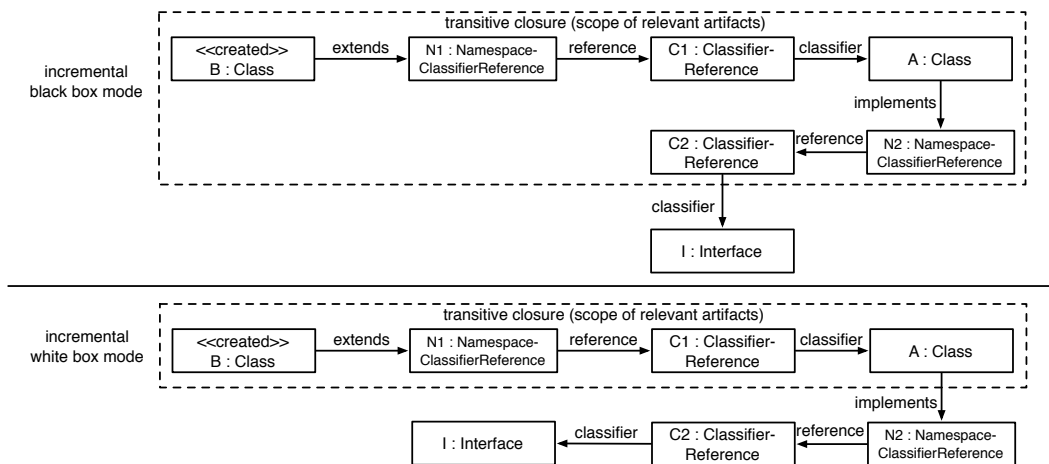 transitive closure (scope of relevant artifacts)
incremental
black box mode
<<created>>
B : Class
extends
N1 : Namespace-
ClassifierReference
reference
C1 : Classifier-
Reference
classifier
A : Class
implements
N2 : Namespace-
ClassifierReference
reference
C2 : Classifier-
Reference
classifier
I : Interface
transitive closure (scope of relevant artifacts)
incremental
white box mode
<<created>>
B : Class
extends
N1 : Namespace-
ClassifierReference
reference
C1 : Classifier-
Reference
classifier
A : Class
implements
N2 : Namespace-
ClassifierReference
reference
C2 : Classifier-
Reference
classifier
I : Interface